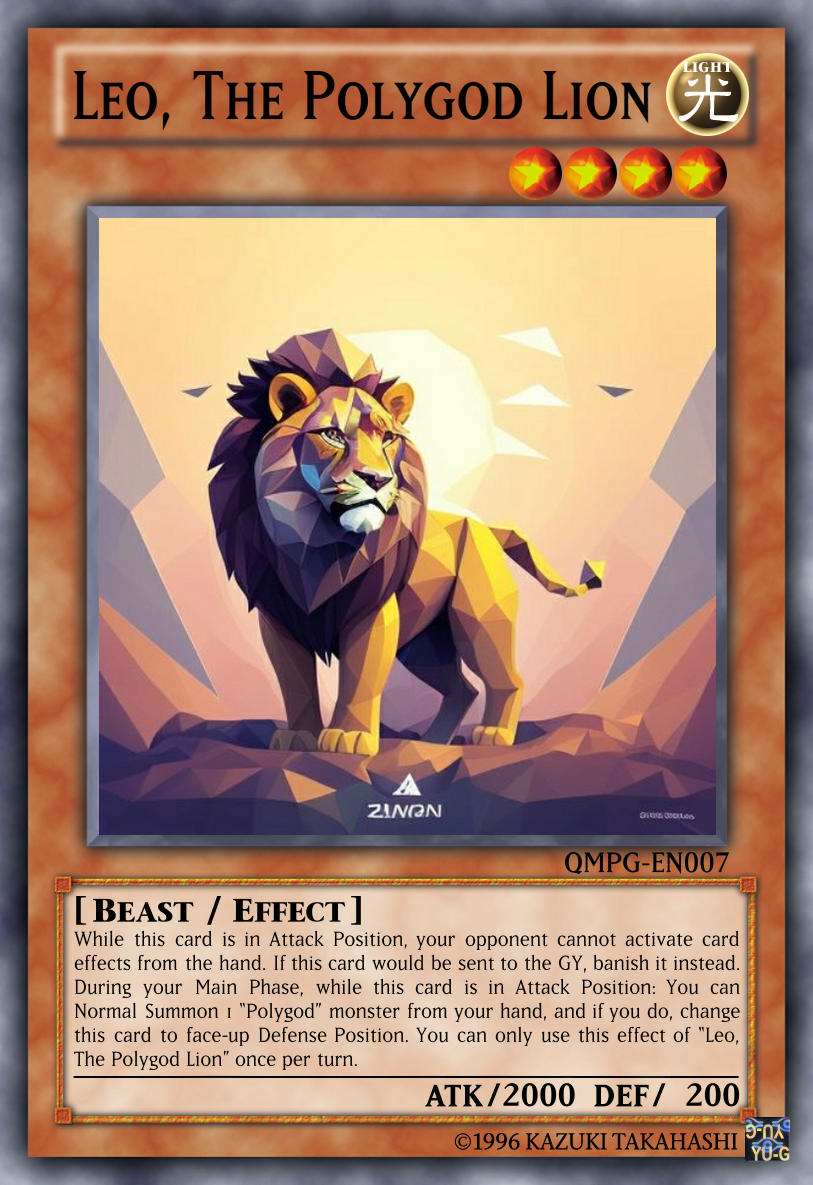 Leo, The Polygod Lion
LIGHT
光
ZINON
QMPG-EN007
[ Beast / Effect ]
While this card is in Attack Position, your opponent cannot activate card
effects from the hand. If this card would be sent to the GY, banish it instead.
During your Main Phase, while this card is in Attack Position: You can
Normal Summon 1 "Polygod" monster from your hand, and if you do, change
this card to face-up Defense Position. You can only use this effect of "Leo,
The Polygod Lion" once per turn.
ATK/2000 DEF/ 200
©1996 KAZUKI TAKAHASHI
YU-G
YU-G